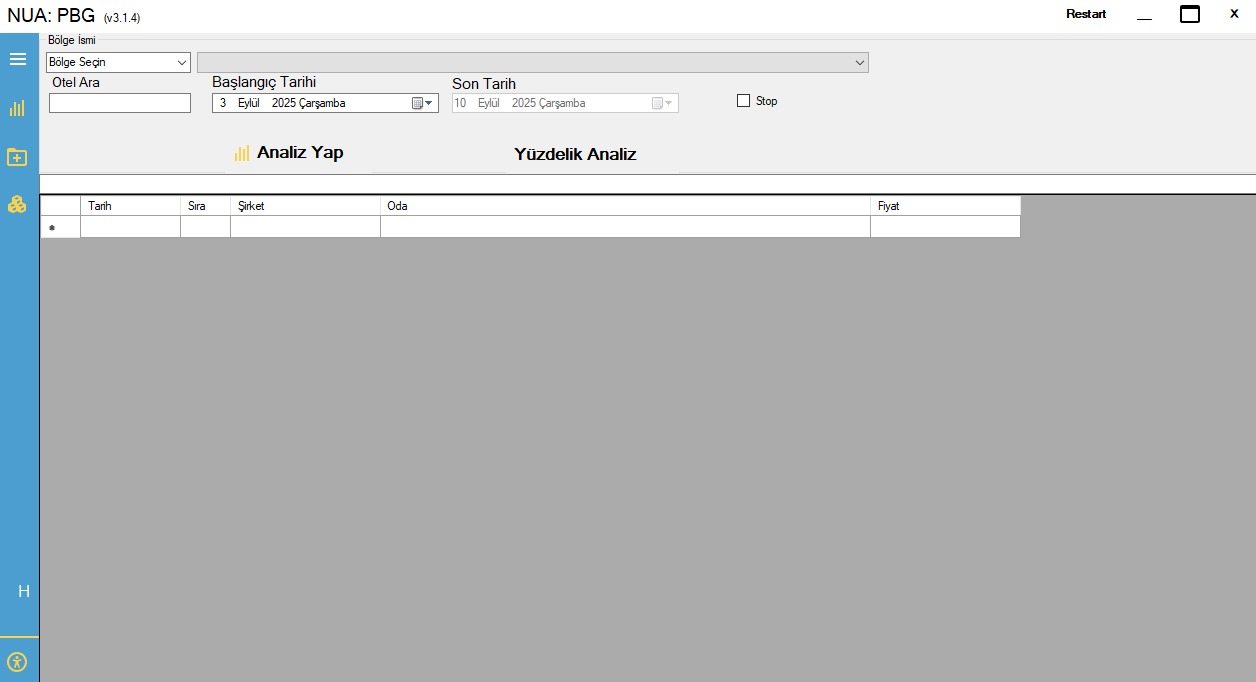 NUA: PBG (v3.1.4) Restart X
Bölge İsmi
Bölge Seçin
Otel Ara Başlangıç Tarihi Son Tarih
3 Eylül 2025 Çarşamba 10 Eylül 2025 Çarşamba Stop
Analiz Yap Yüzdelik Analiz
Tarih Sıra Şirket Oda Fiyat
H